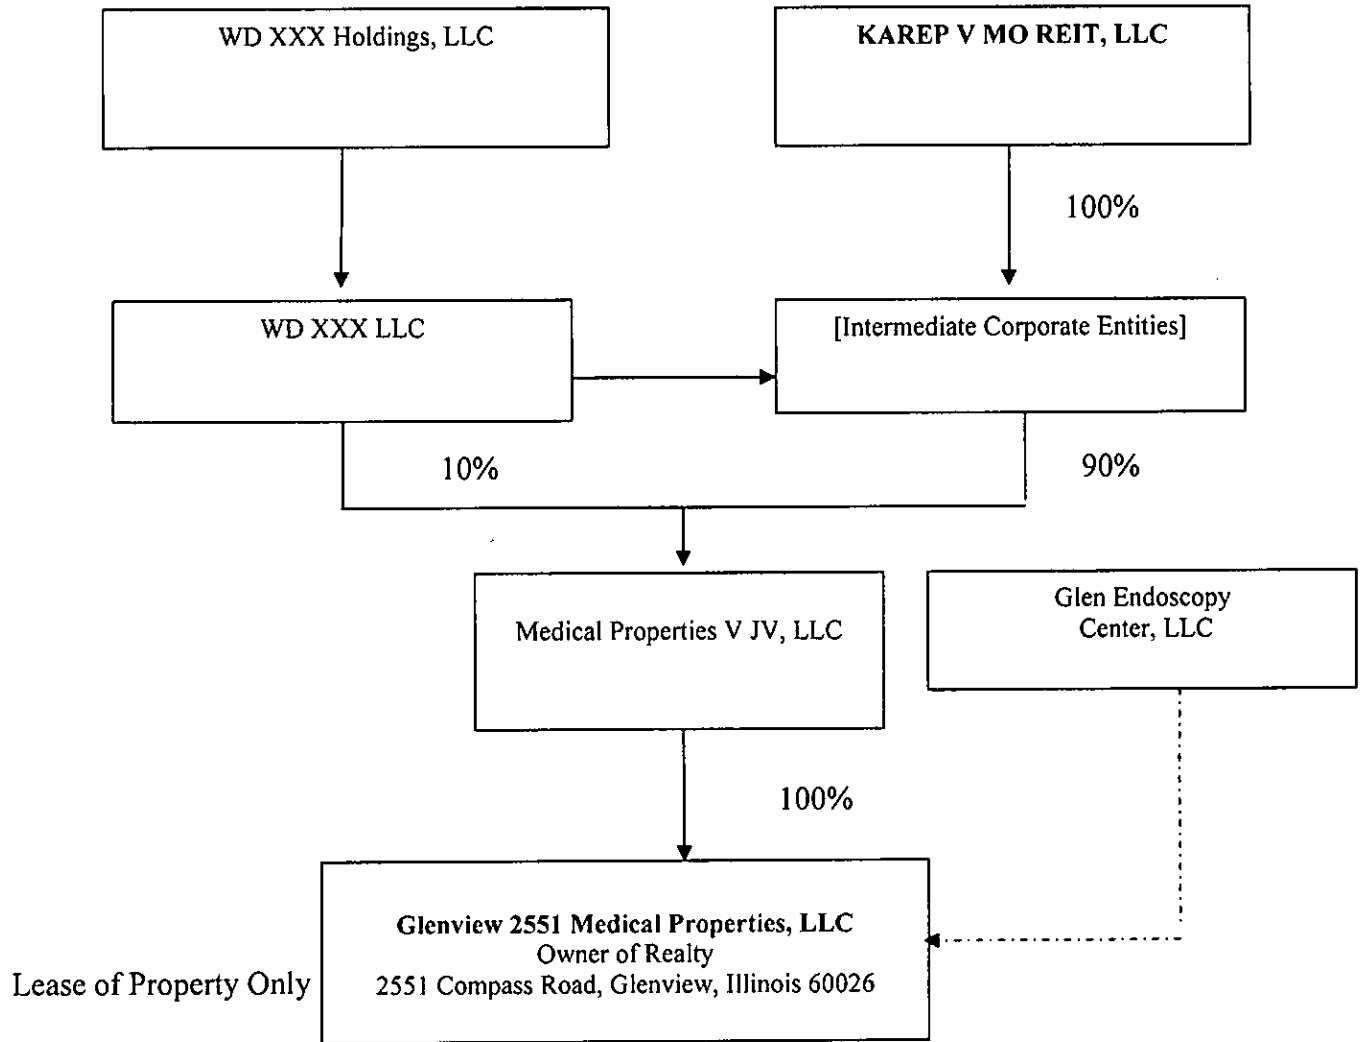 WD XXX Holdings, LLC
KAREP V MO REIT, LLC
100%
WD XXX LLC
[Intermediate Corporate Entities]
10%
90%
Medical Properties V JV, LLC
Glen Endoscopy
Center, LLC
100%
Glenview 2551 Medical Properties, LLC
Owner of Realty
2551 Compass Road, Glenview, Illinois 60026
Lease of Property Only